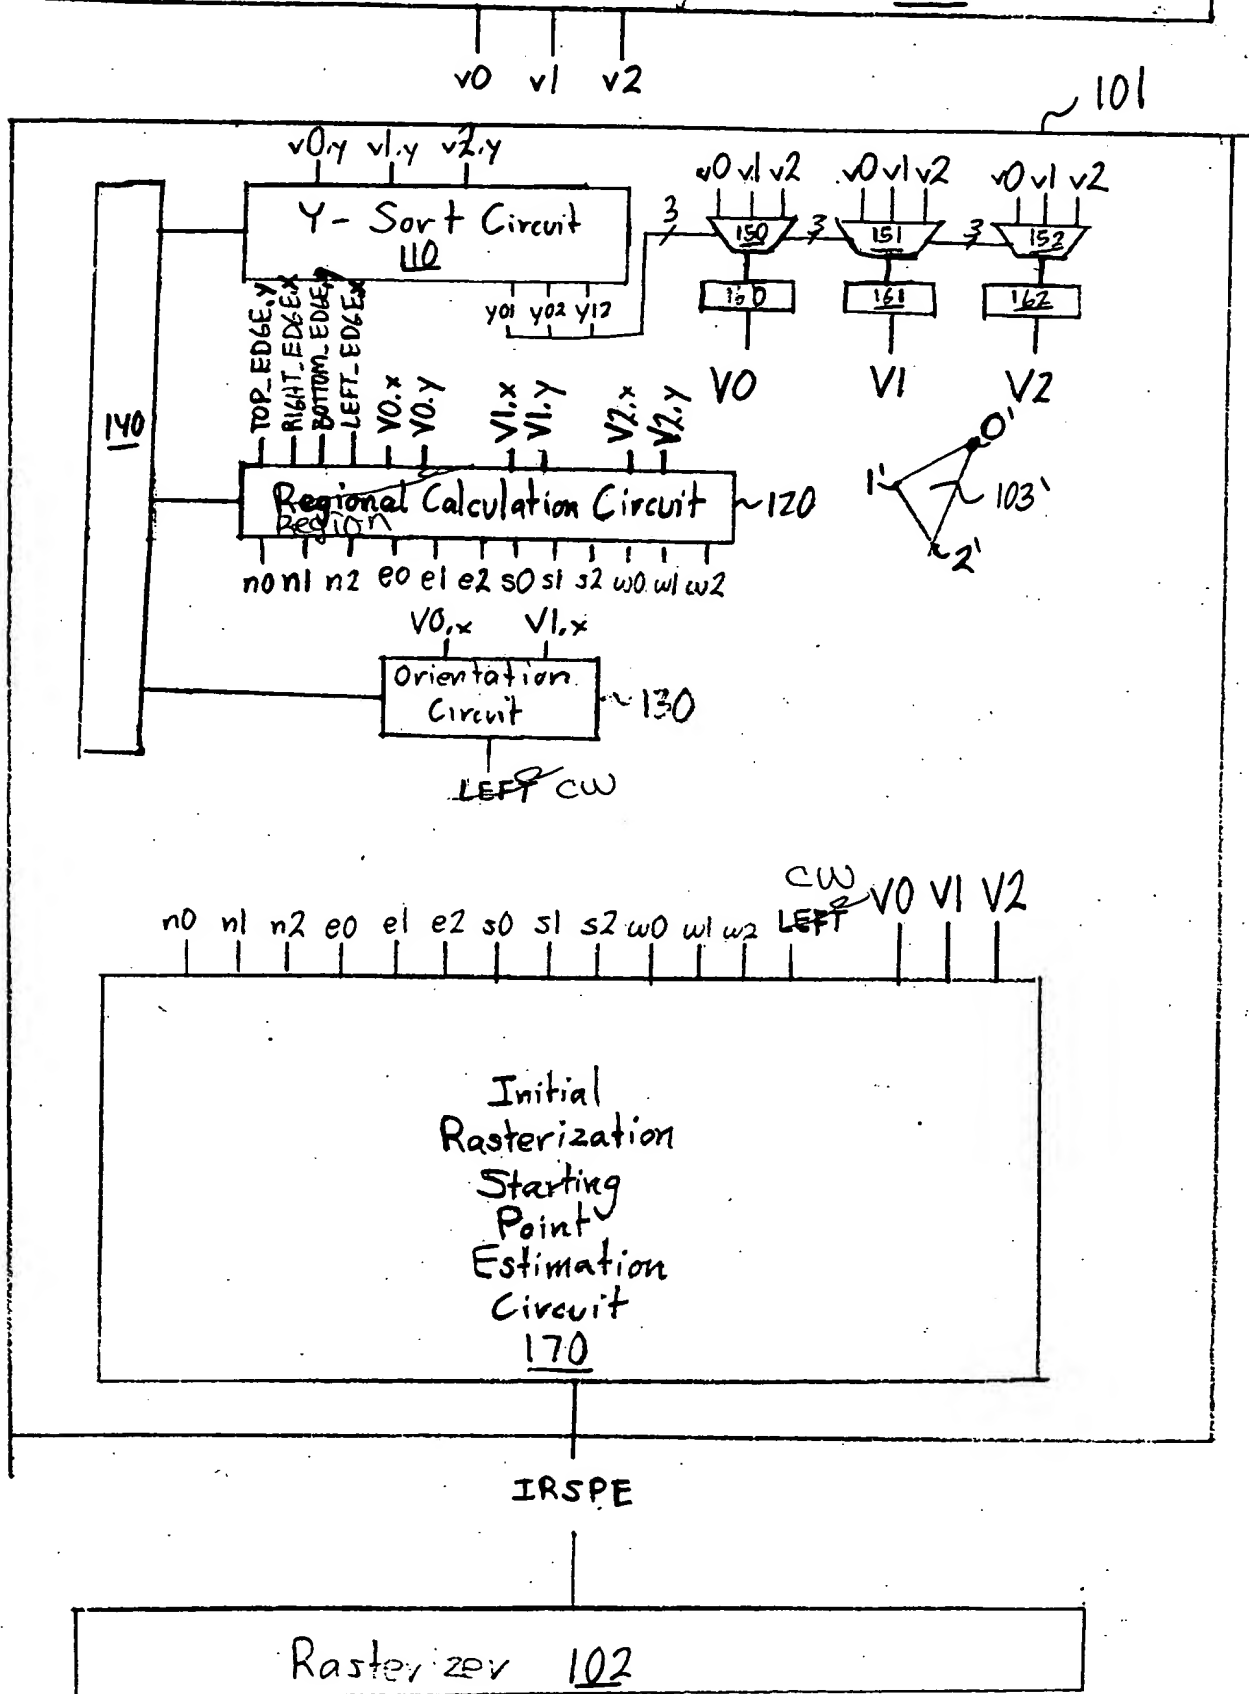 v0 v1 v2
101
v0.y v1.y v2.y
v0 v1 v2 v0 v1 v2 v0 v1 v2
Y-Sort Circuit
110
3 150 3 151 3 152
160 161 162
y01 y02 y12
V0 V1 V2
TOP_EDGE.y
RIGHT_EDGE.x
BOTTOM_EDGE.y
LEFT_EDGE.x
V0.x
V0.y
V1.x
V1.y
V2.x
V2.y
140
0'
1'
103'
2'
Regional Calculation Circuit
Region
120
n0 n1 n2 e0 e1 e2 s0 s1 s2 w0 w1 w2
V0.x V1.x
Orientation
Circuit
130
LEFT CW
CW
n0 n1 n2 e0 e1 e2 s0 s1 s2 w0 w1 w2 LEFT V0 V1 V2
Initial
Rasterization
Starting
Point
Estimation
Circuit
170
IRSPE
Rasterizer 102